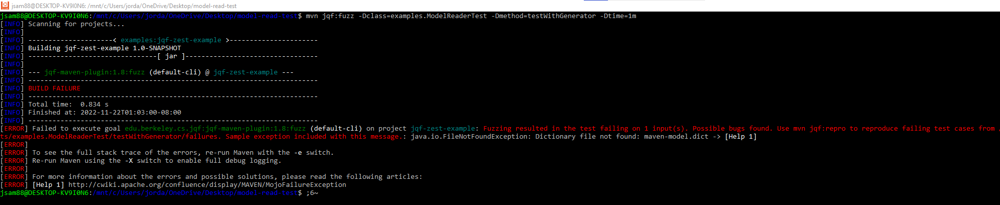 jsam88@DESKTOP-KV9I0N6: /mnt/c/Users/jorda/OneDrive/Desktop/model-read-test
jsam88@DESKTOP-KV9I0N6:/mnt/c/Users/jorda/OneDrive/Desktop/model-read-test$ mvn jqf:fuzz -Dclass=examples.ModelReaderTest -Dmethod=testWithGenerator -Dtime=1m
[INFO] Scanning for projects...
[INFO]
[INFO] ---------------------< examples:jqf-zest-example >----------------------
[INFO] Building jqf-zest-example 1.0-SNAPSHOT
[INFO] --------------------------------[ jar ]---------------------------------
[INFO]
[INFO] --- jqf-maven-plugin:1.8:fuzz (default-cli) @ jqf-zest-example ---
[INFO] ------------------------------------------------------------------------
[INFO] BUILD FAILURE
[INFO] ------------------------------------------------------------------------
[INFO] Total time:  0.834 s
[INFO] Finished at: 2022-11-22T01:03:00-08:00
[INFO] ------------------------------------------------------------------------
[ERROR] Failed to execute goal edu.berkeley.cs.jqf:jqf-maven-plugin:1.8:fuzz (default-cli) on project jqf-zest-example: Fuzzing resulted in the test failing on 1 input(s). Possible bugs found. Use mvn jqf:repro to reproduce failing test cases from
ts/examples.ModelReaderTest/testWithGenerator/failures. Sample exception included with this message.: java.io.FileNotFoundException: Dictionary file not found: maven-model.dict -> [Help 1]
[ERROR]
[ERROR] To see the full stack trace of the errors, re-run Maven with the -e switch.
[ERROR] Re-run Maven using the -X switch to enable full debug logging.
[ERROR]
[ERROR] For more information about the errors and possible solutions, please read the following articles:
[ERROR] [Help 1] http://cwiki.apache.org/confluence/display/MAVEN/MojoFailureException
jsam88@DESKTOP-KV9I0N6:/mnt/c/Users/jorda/OneDrive/Desktop/model-read-test$ ;6~